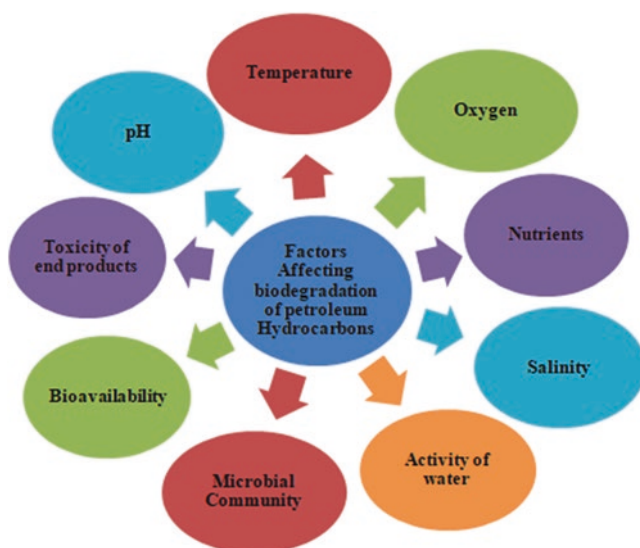 Temperature
Oxygen
Nutrients
Salinity
Activity of
water
Microbial
Community
Bioavailability
Toxicity of
end products
pH
Factors
Affecting
biodegradation
of petroleum
Hydrocarbons